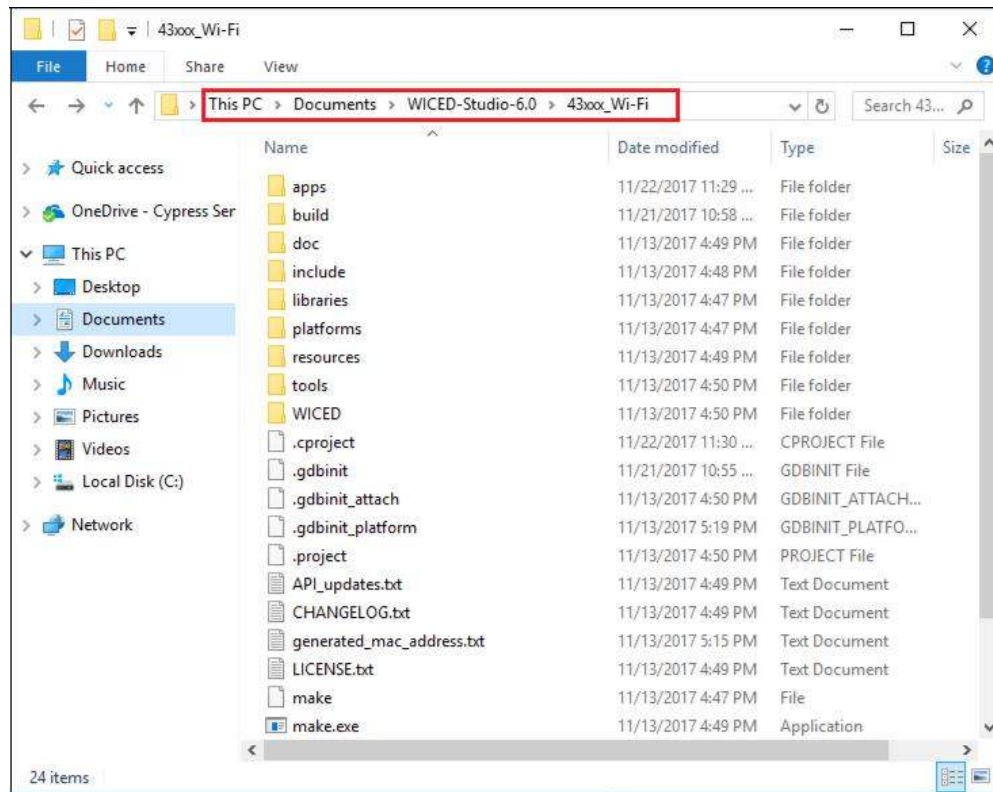 43xxx_Wi-Fi
File Home Share View
This PC > Documents > WICED-Studio-6.0 > 43xxx_Wi-Fi
Search 43...
Name Date modified Type Size
Quick access
OneDrive - Cypress Ser
This PC
Desktop
Documents
Downloads
Music
Pictures
Videos
Local Disk (C:)
Network
apps 11/22/2017 11:29 ... File folder
build 11/21/2017 10:58 ... File folder
doc 11/13/2017 4:49 PM File folder
include 11/13/2017 4:48 PM File folder
libraries 11/13/2017 4:47 PM File folder
platforms 11/13/2017 4:47 PM File folder
resources 11/13/2017 4:49 PM File folder
tools 11/13/2017 4:50 PM File folder
WICED 11/13/2017 4:50 PM File folder
.cproject 11/22/2017 11:30 ... CPROJECT File
.gdbinit 11/21/2017 10:55 ... GDBINIT File
.gdbinit_attach 11/13/2017 4:50 PM GDBINIT_ATTACH...
.gdbinit_platform 11/13/2017 5:19 PM GDBINIT_PLATFO...
.project 11/13/2017 4:50 PM PROJECT File
API_updates.txt 11/13/2017 4:49 PM Text Document
CHANGELOG.txt 11/13/2017 4:49 PM Text Document
generated_mac_address.txt 11/13/2017 5:15 PM Text Document
LICENSE.txt 11/13/2017 4:49 PM Text Document
make 11/13/2017 4:47 PM File
make.exe 11/13/2017 4:49 PM Application
24 items